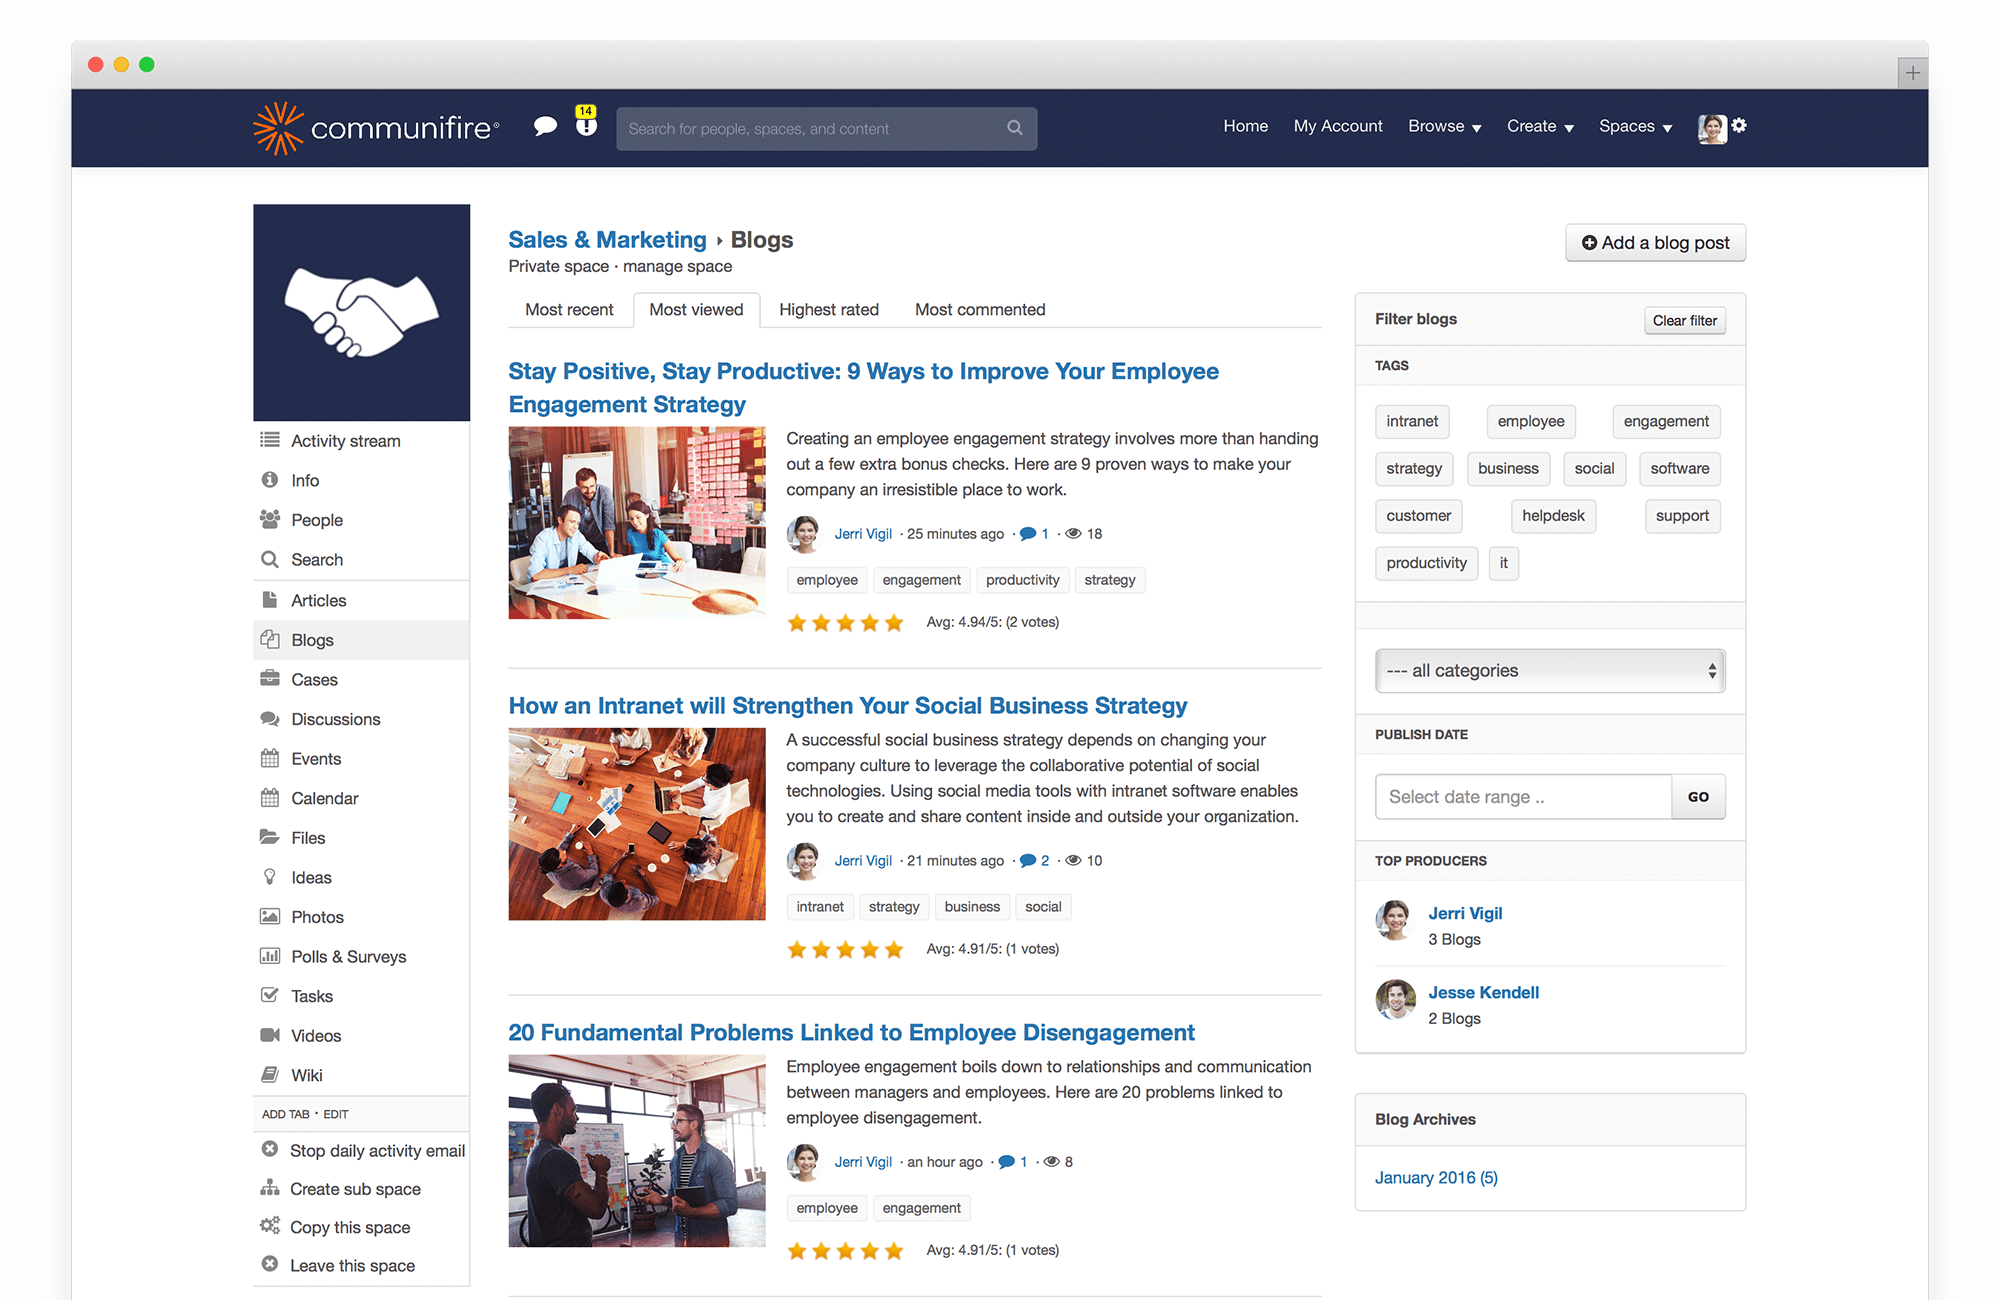 communifire
14
Search for people, spaces, and content
Home
My Account
Browse
Create
Spaces
Activity stream
Info
People
Search
Articles
Blogs
Cases
Discussions
Events
Calendar
Files
Ideas
Photos
Polls & Surveys
Tasks
Videos
Wiki
ADD TAB · EDIT
Stop daily activity email
Create sub space
Copy this space
Leave this space
Sales & Marketing › Blogs
Private space · manage space
Most recent
Most viewed
Highest rated
Most commented
Stay Positive, Stay Productive: 9 Ways to Improve Your Employee
Engagement Strategy
Creating an employee engagement strategy involves more than handing
out a few extra bonus checks. Here are 9 proven ways to make your
company an irresistible place to work.
Jerri Vigil · 25 minutes ago · 1 · 18
employee engagement productivity strategy
Avg: 4.94/5: (2 votes)
How an Intranet will Strengthen Your Social Business Strategy
A successful social business strategy depends on changing your
company culture to leverage the collaborative potential of social
technologies. Using social media tools with intranet software enables
you to create and share content inside and outside your organization.
Jerri Vigil · 21 minutes ago · 2 · 10
intranet strategy business social
Avg: 4.91/5: (1 votes)
20 Fundamental Problems Linked to Employee Disengagement
Employee engagement boils down to relationships and communication
between managers and employees. Here are 20 problems linked to
employee disengagement.
Jerri Vigil · an hour ago · 1 · 8
employee engagement
Avg: 4.91/5: (1 votes)
Add a blog post
Filter blogs
Clear filter
TAGS
intranet employee engagement
strategy business social software
customer helpdesk support
productivity it
--- all categories
PUBLISH DATE
Select date range ..
GO
TOP PRODUCERS
Jerri Vigil
3 Blogs
Jesse Kendell
2 Blogs
Blog Archives
January 2016 (5)